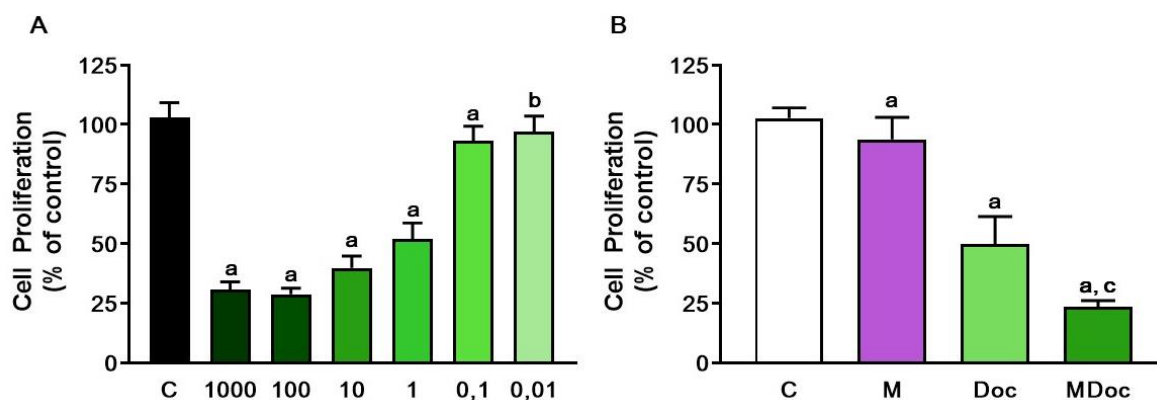 A
Cell Proliferation
(% of control)
125
100
75
50
25
0
a
a
a
a
a
b
C 1000 100 10 1 0,1 0,01
B
Cell Proliferation
(% of control)
125
100
75
50
25
0
a
a
a, c
C M Doc MDoc